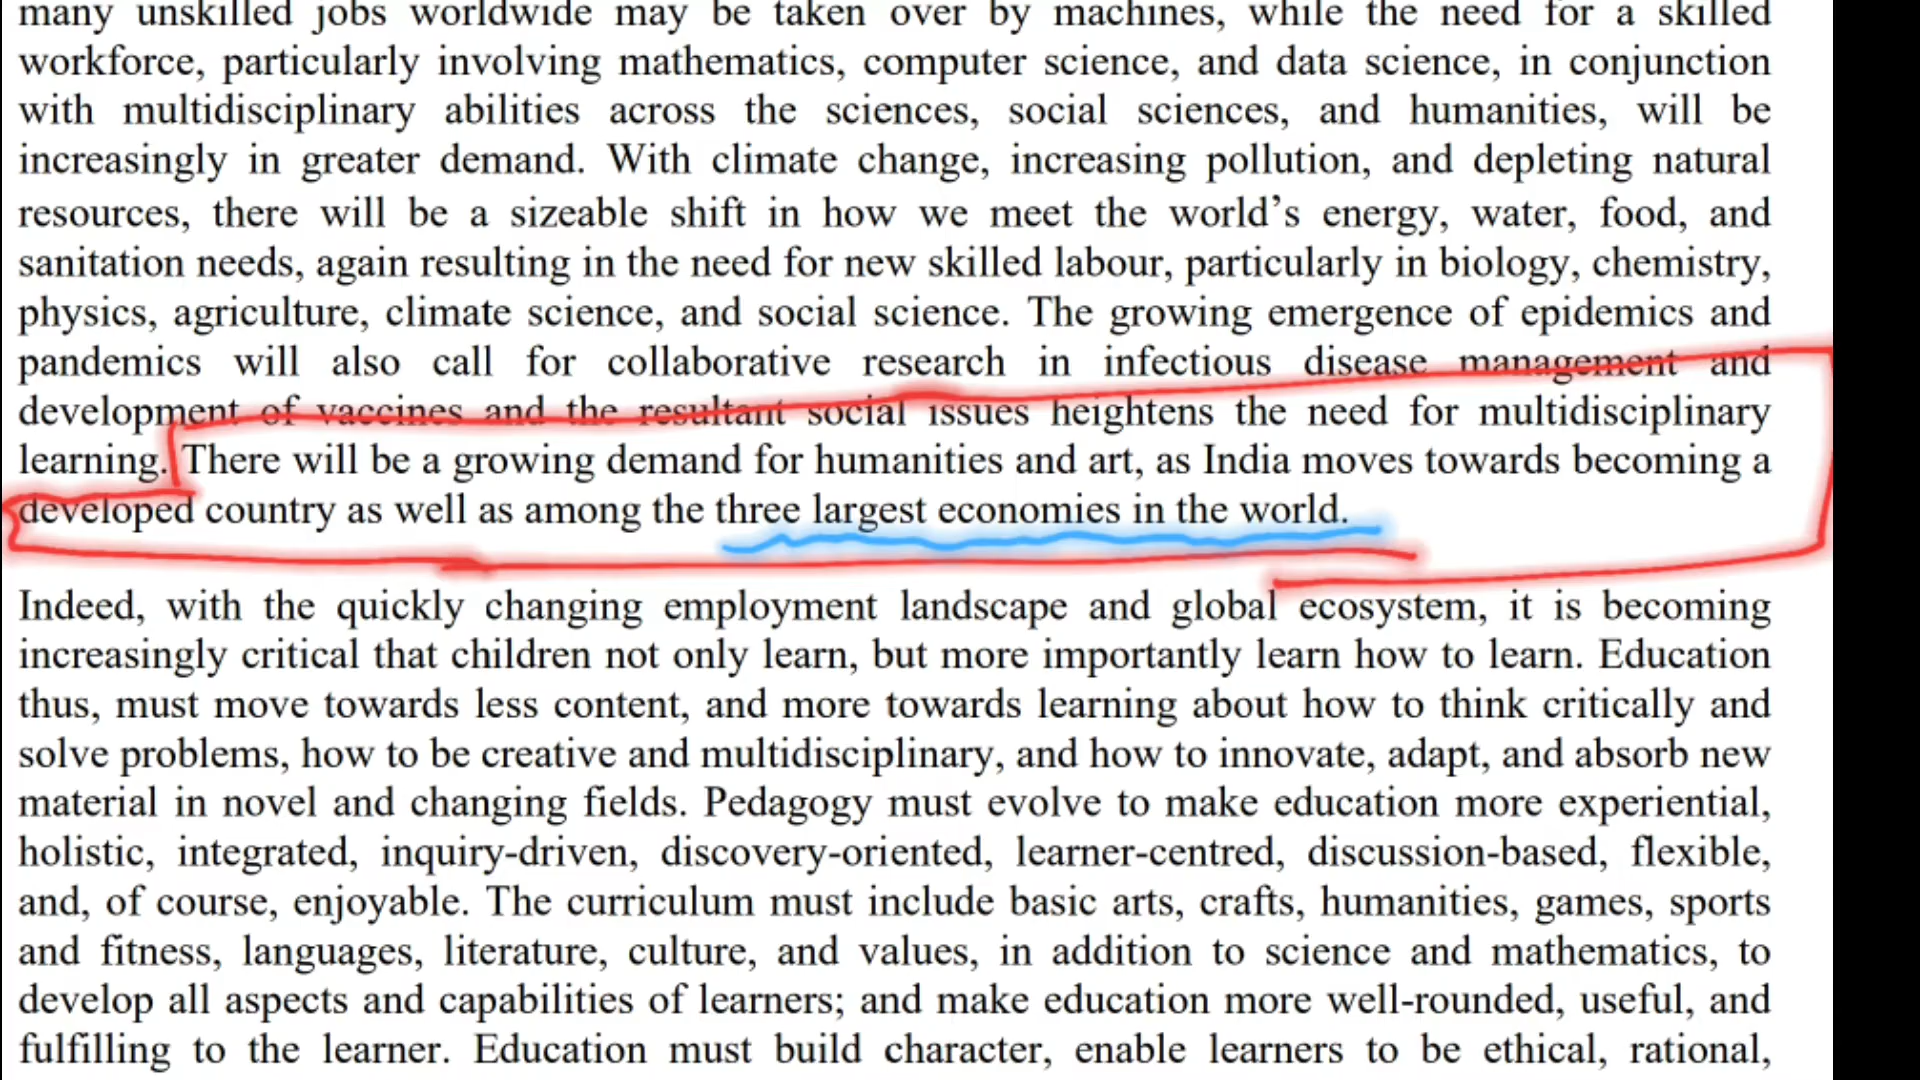 many unskilled jobs worldwide may be taken over by machines, while the need for a skilled
workforce, particularly involving mathematics, computer science, and data science, in conjunction
with multidisciplinary abilities across the sciences, social sciences, and humanities, will be
increasingly in greater demand. With climate change, increasing pollution, and depleting natural
resources, there will be a sizeable shift in how we meet the world’s energy, water, food, and
sanitation needs, again resulting in the need for new skilled labour, particularly in biology, chemistry,
physics, agriculture, climate science, and social science. The growing emergence of epidemics and
pandemics will also call for collaborative research in infectious disease management and
development of vaccines and the resultant social issues heightens the need for multidisciplinary
learning. There will be a growing demand for humanities and art, as India moves towards becoming a
developed country as well as among the three largest economies in the world.
Indeed, with the quickly changing employment landscape and global ecosystem, it is becoming
increasingly critical that children not only learn, but more importantly learn how to learn. Education
thus, must move towards less content, and more towards learning about how to think critically and
solve problems, how to be creative and multidisciplinary, and how to innovate, adapt, and absorb new
material in novel and changing fields. Pedagogy must evolve to make education more experiential,
holistic, integrated, inquiry-driven, discovery-oriented, learner-centred, discussion-based, flexible,
and, of course, enjoyable. The curriculum must include basic arts, crafts, humanities, games, sports
and fitness, languages, literature, culture, and values, in addition to science and mathematics, to
develop all aspects and capabilities of learners; and make education more well-rounded, useful, and
fulfilling to the learner. Education must build character, enable learners to be ethical, rational,